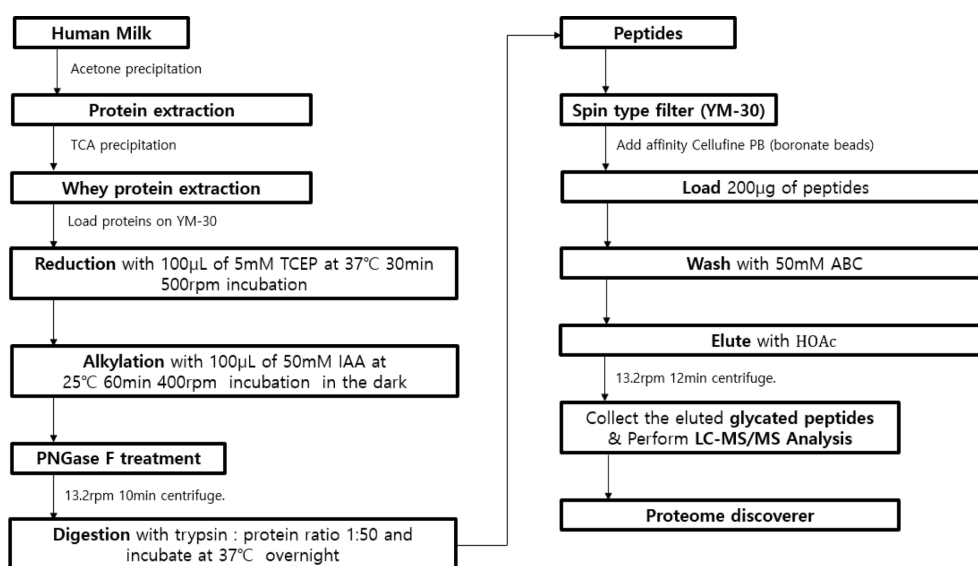 Human Milk
Acetone precipitation
Protein extraction
TCA precipitation
Whey protein extraction
Load proteins on YM-30
Reduction with 100µL of 5mM TCEP at 37℃ 30min
500rpm incubation
Alkylation with 100µL of 50mM IAA at
25℃ 60min 400rpm incubation in the dark
PNGase F treatment
13.2rpm 10min centrifuge.
Digestion with trypsin : protein ratio 1:50 and
incubate at 37℃ overnight
Peptides
Spin type filter (YM-30)
Add affinity Cellufine PB (boronate beads)
Load 200µg of peptides
Wash with 50mM ABC
Elute with HOAc
13.2rpm 12min centrifuge.
Collect the eluted glycated peptides
& Perform LC-MS/MS Analysis
Proteome discoverer